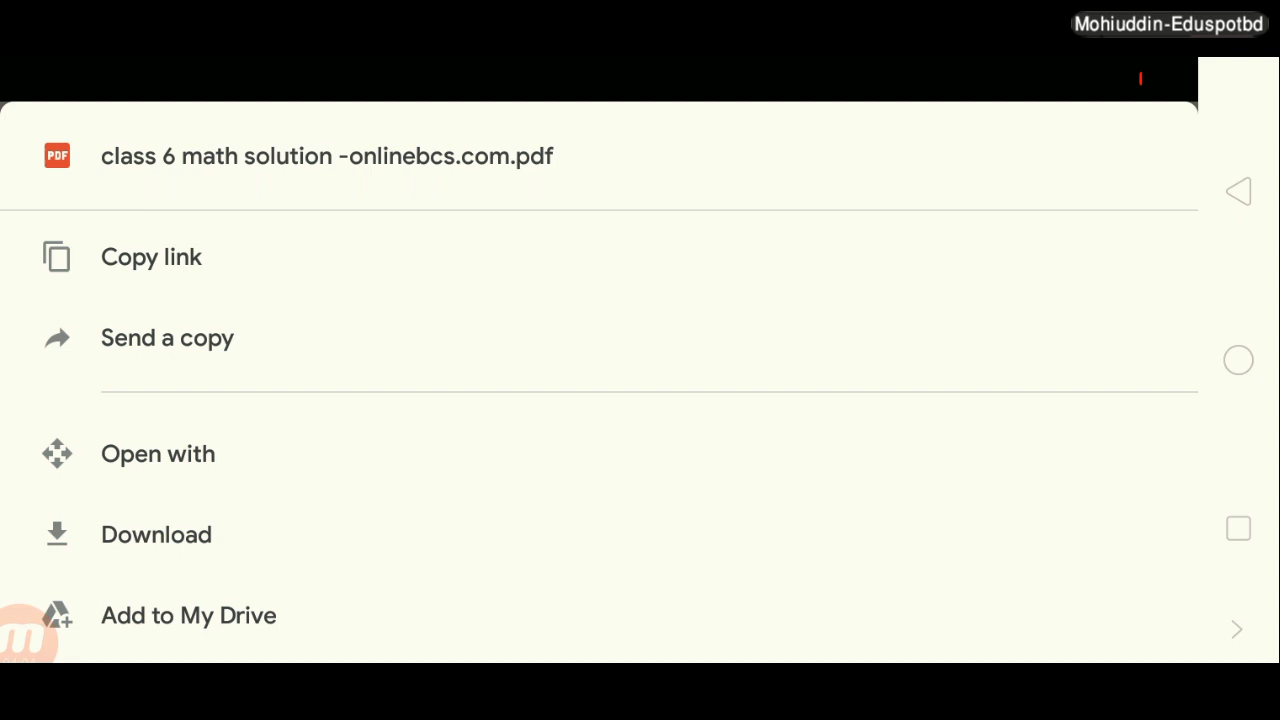 Mohiuddin-Eduspotbd
PDF
class 6 math solution -onlinebcs.com.pdf
Copy link
Send a copy
Open with
Download
Add to My Drive